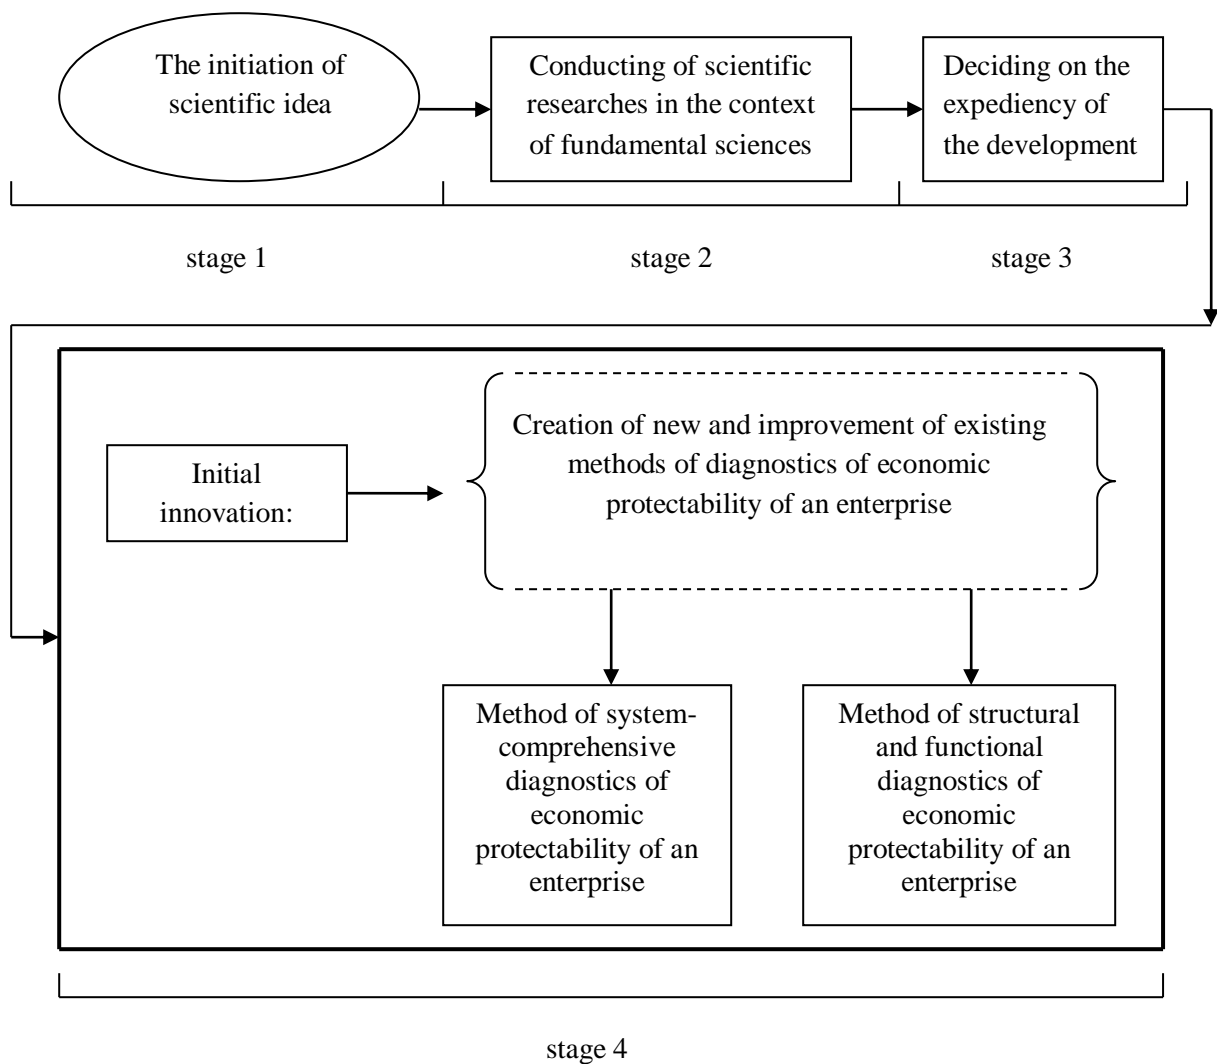 The initiation of
scientific idea
Conducting of scientific
researches in the context
of fundamental sciences
Deciding on the
expediency of
the development
stage 1
stage 2
stage 3
Initial
innovation:
Creation of new and improvement of existing
methods of diagnostics of economic
protectability of an enterprise
Method of system-
comprehensive
diagnostics of
economic
protectability of an
enterprise
Method of structural
and functional
diagnostics of
economic
protectability of an
enterprise
stage 4